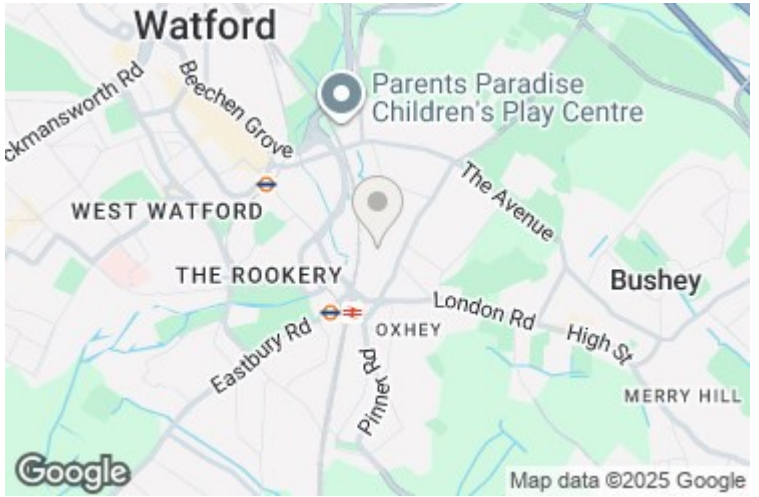 Watford
Beechen Grove
ckmansworth Rd
Parents Paradise
Children's Play Centre
The Avenue
WEST WATFORD
THE ROOKERY
Bushey
London Rd
High St
OXHEY
Eastbury Rd
Pinner Rd
MERRY HILL
Google
Map data ©2025 Google